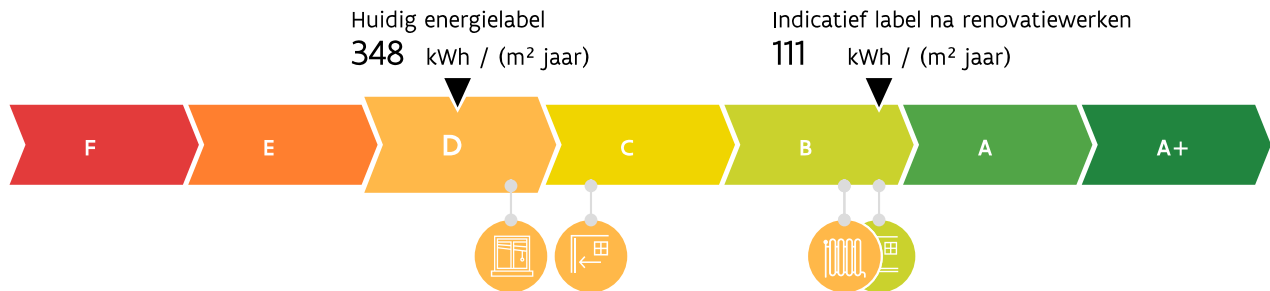 Huidig energielabel
348 kWh / (m² jaar)
Indicatief label na renovatiewerken
111 kWh / (m² jaar)
F E D C B A A+